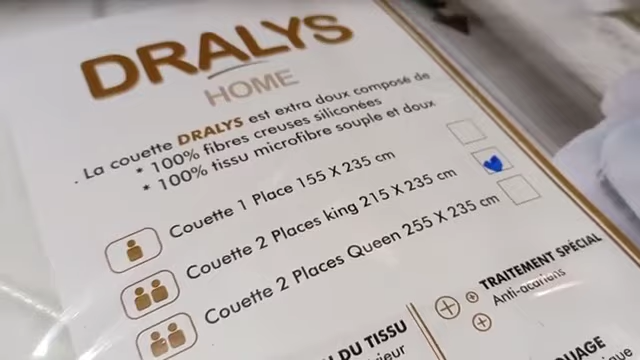 DRALYS
HOME
. La couette DRALYS est extra doux composé de
* 100% fibres creuses siliconées
* 100% tissu microfibre souple et doux
Couette 1 Place 155 X 235 cm
Couette 2 Places king 215 X 235 cm
Couette 2 Places Queen 255 X 235 cm
TRAITEMENT SPÉCIAL
Anti-acariens
DU TISSU